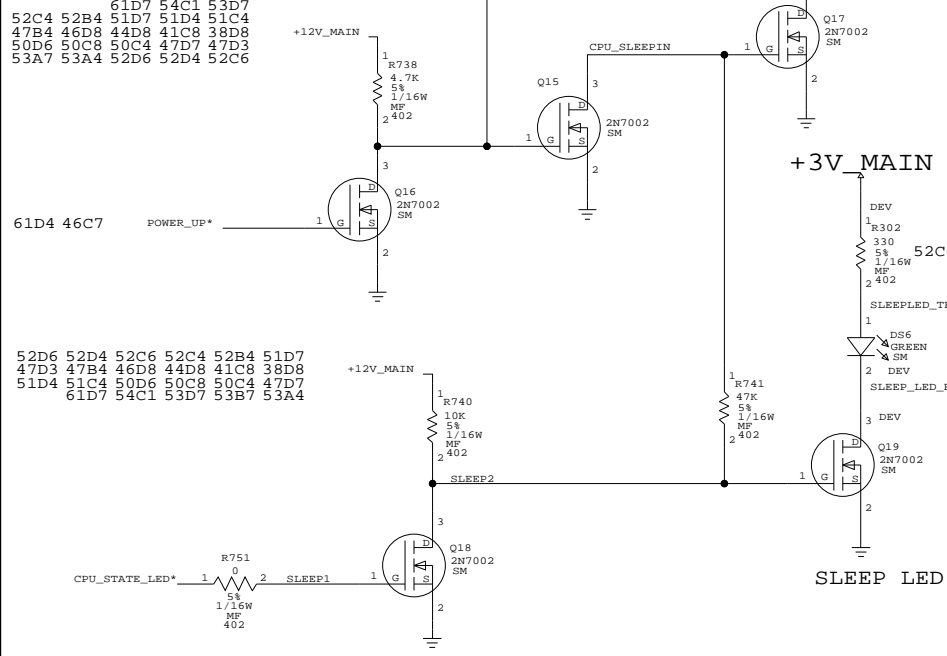 61D7 54C1 53D7
52C4 52B4 51D7 51D4 51C4
47B4 46D8 44D8 41C8 38D8
50D6 50C8 50C4 47D7 47D3
53A7 53A4 52D6 52D4 52C6
+12V_MAIN
1
R738
4.7K
5%
1/16W
MF
402
2
3
D
Q16
2N7002
SM
G
S
1
2
61D4 46C7
POWER_UP*
CPU_SLEEPIN
3
Q15
D
2N7002
SM
1
G
S
2
D
Q17
2N7002
SM
1
G
S
2
+3V_MAIN
DEV
1
R302
330
5%
1/16W
MF
402
2
52C
SLEEPLED_T
1
DS6
GREEN
SM
DEV
2
SLEEP_LED_
3
DEV
D
Q19
2N7002
SM
1
G
S
2
SLEEP LED
1
R741
47K
5%
1/16W
MF
402
2
52D6 52D4 52C6 52C4 52B4 51D7
47D3 47B4 46D8 44D8 41C8 38D8
51D4 51C4 50D6 50C8 50C4 47D7
61D7 54C1 53D7 53B7 53A4
+12V_MAIN
1
R740
10K
5%
1/16W
MF
402
2
SLEEP2
3
D
Q18
2N7002
SM
1
G
S
2
R751
0
CPU_STATE_LED*
1
2
SLEEP1
5%
1/16W
MF
402